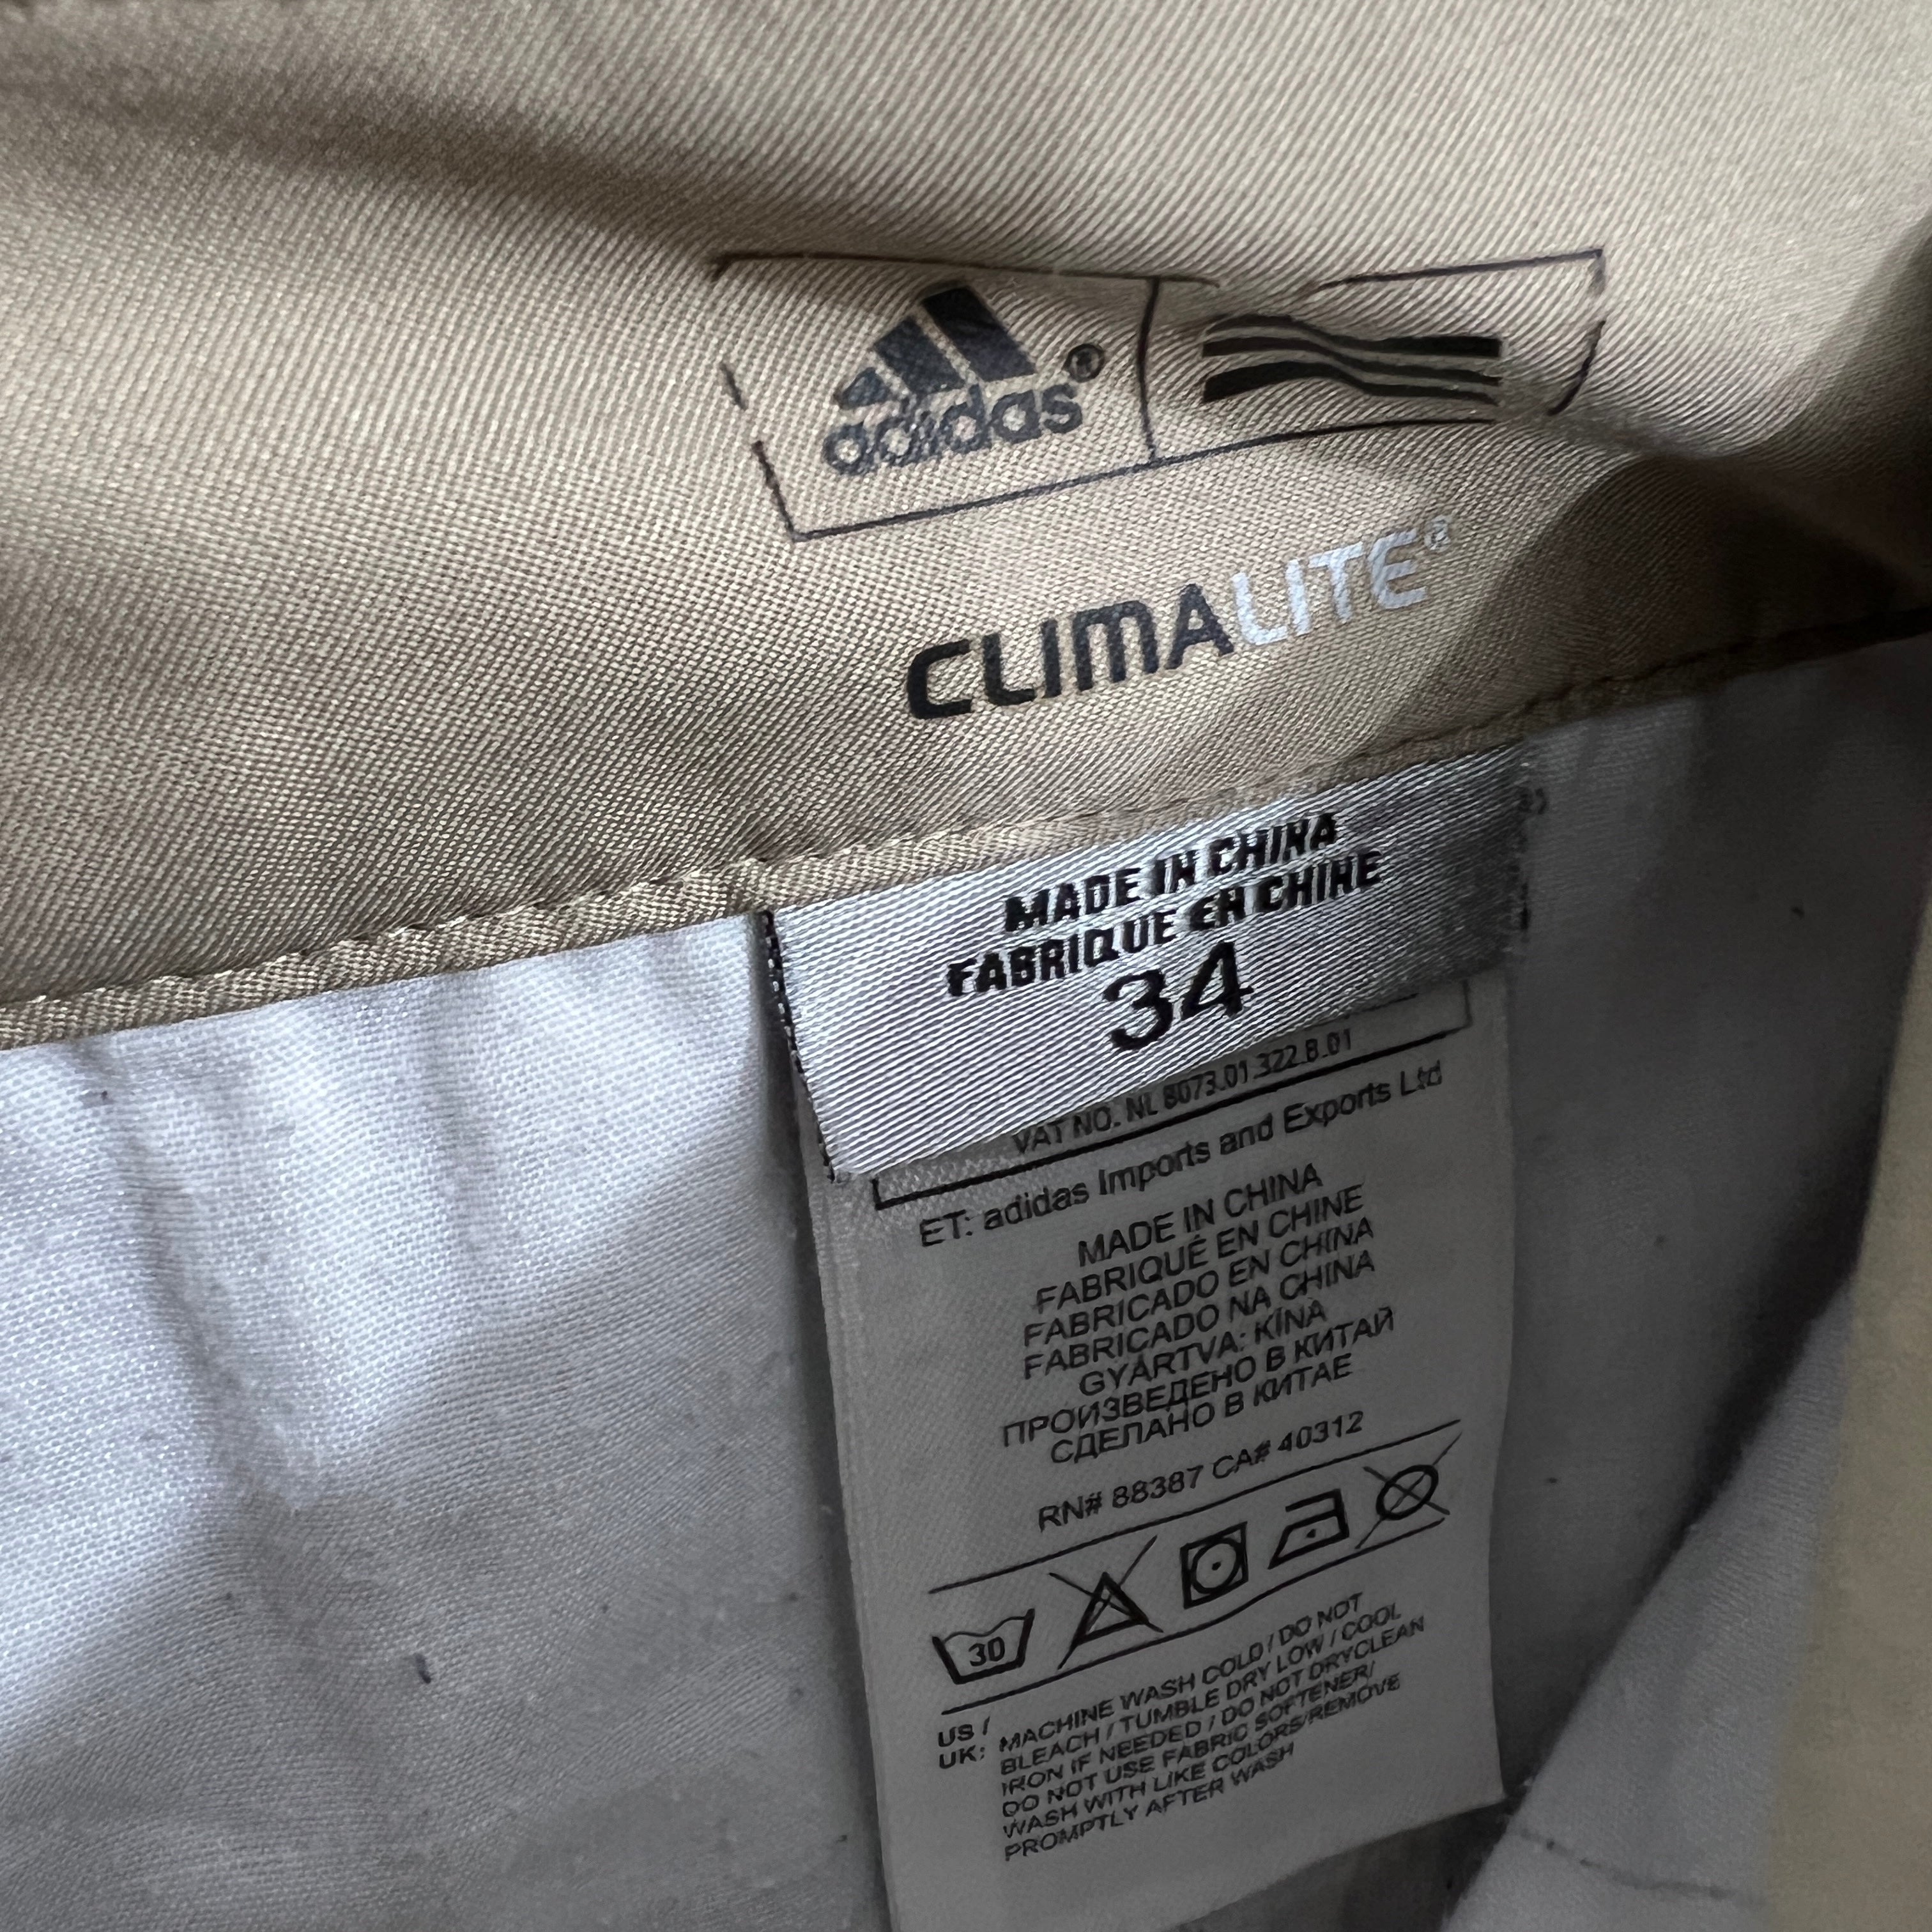 adidas®
CLIMALITE®
MADE IN CHINA
FABRIQUE EN CHINE
34
VAT NO. NL 8073.01.322.B.01
ET: adidas Imports and Exports Ltd
MADE IN CHINA
FABRIQUÉ EN CHINE
FABRICADO EN CHINA
FABRICADO NA CHINA
GYÁRTVA: KÍNA
ПРОИЗВЕДЕНО В КИТАЙ
СДЕЛАНО В КИТАЕ
RN# 88387 CA# 40312
30
US / UK: MACHINE WASH COLD / DO NOT
BLEACH / TUMBLE DRY LOW / COOL
IRON IF NEEDED / DO NOT DRYCLEAN
DO NOT USE FABRIC SOFTENER/
WASH WITH LIKE COLORS/REMOVE
PROMPTLY AFTER WASH